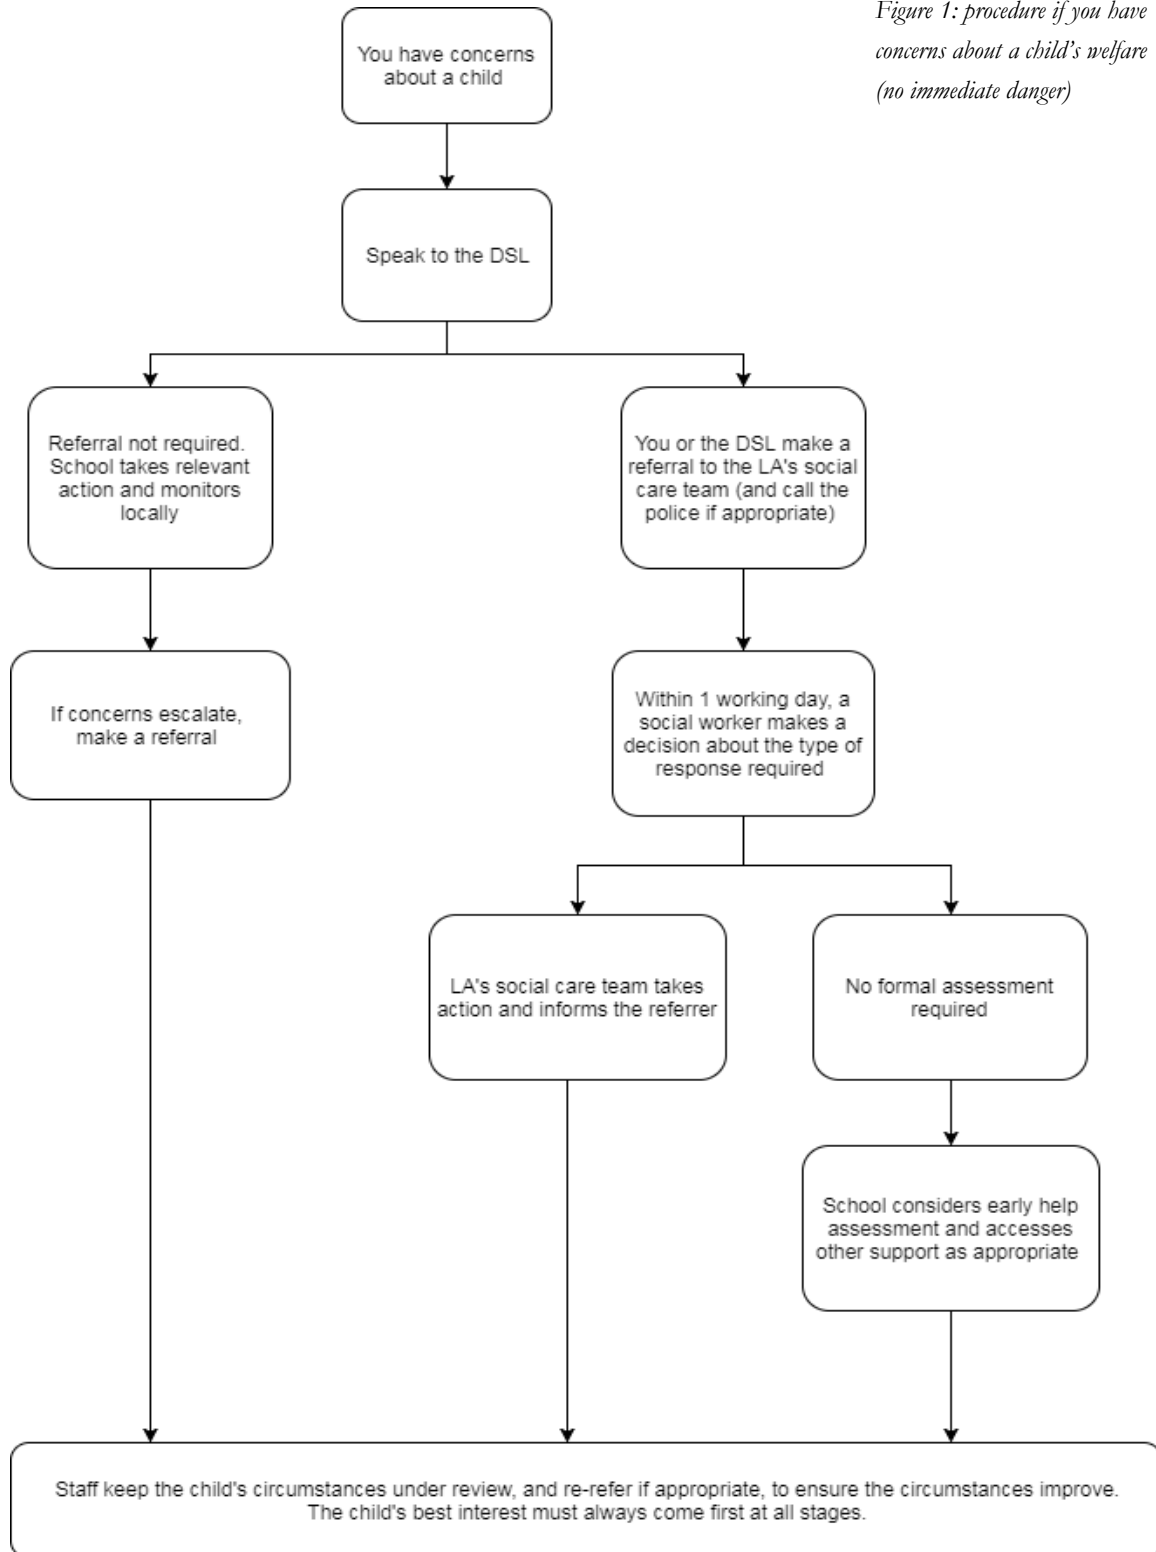 Figure 1: procedure if you have
concerns about a child's welfare
(no immediate danger)
You have concerns
about a child
Speak to the DSL
Referral not required.
School takes relevant
action and monitors
locally
You or the DSL make a
referral to the LA's social
care team (and call the
police if appropriate)
If concerns escalate,
make a referral
Within 1 working day, a
social worker makes a
decision about the type of
response required
LA's social care team takes
action and informs the referrer
No formal assessment
required
School considers early help
assessment and accesses
other support as appropriate
Staff keep the child's circumstances under review, and re-refer if appropriate, to ensure the circumstances improve.
The child's best interest must always come first at all stages.